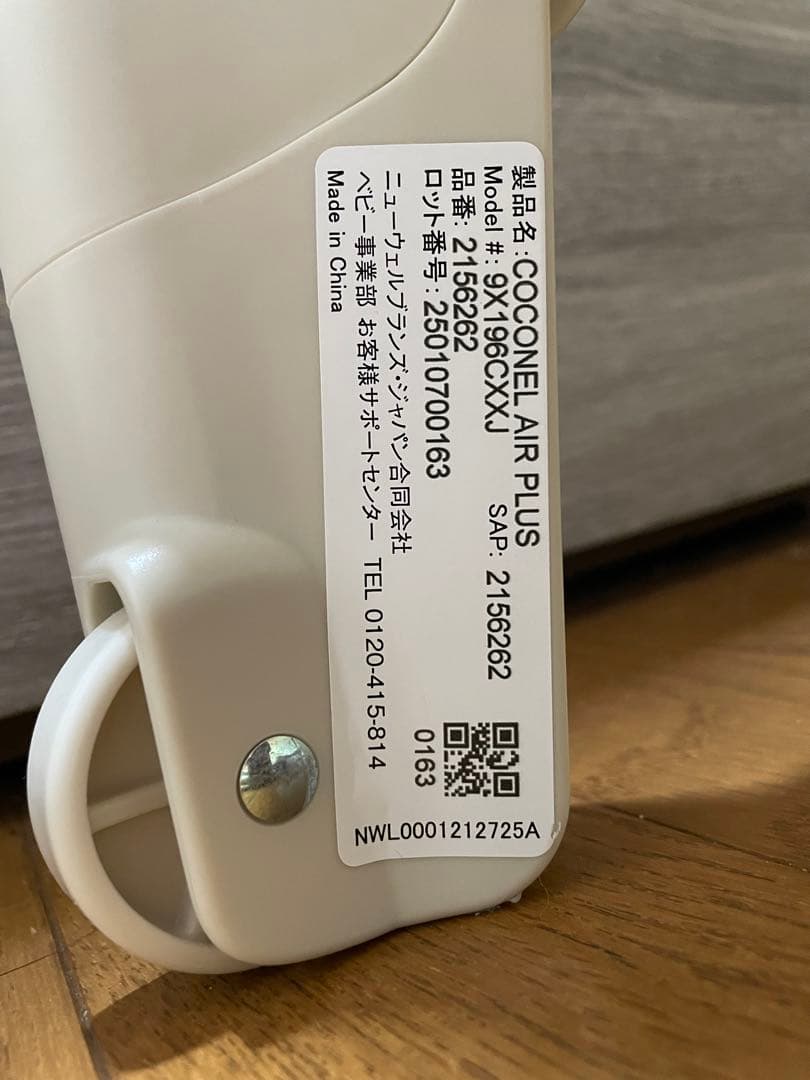 製品名:COCONEL AIR PLUS
Model #: 9X196CXXJ SAP: 2156262
品番: 2156262
ロット番号: 25010700163
0163
ニューウェルブランズ・ジャパン合同会社
ベビー事業部 お客様サポートセンター TEL 0120-415-814
Made in China
NWL0001212725A